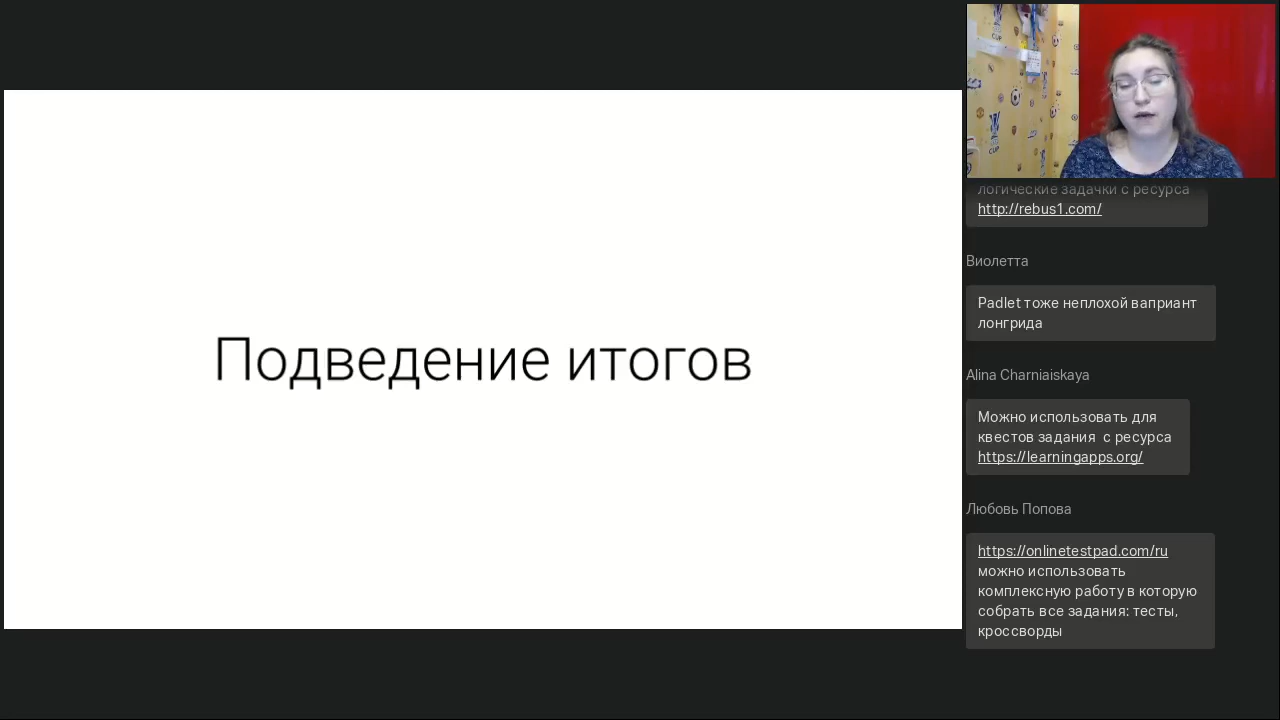 Подведение итогов
логические задачки с ресурса
http://rebus1.com/
Виолетта
Padlet тоже неплохой ваприант
лонгрида
Alina Charniaiskaya
Можно использовать для
квестов задания  с ресурса
https://learningapps.org/
Любовь Попова
https://onlinetestpad.com/ru
можно использовать
комплексную работу в которую
собрать все задания: тесты,
кроссворды